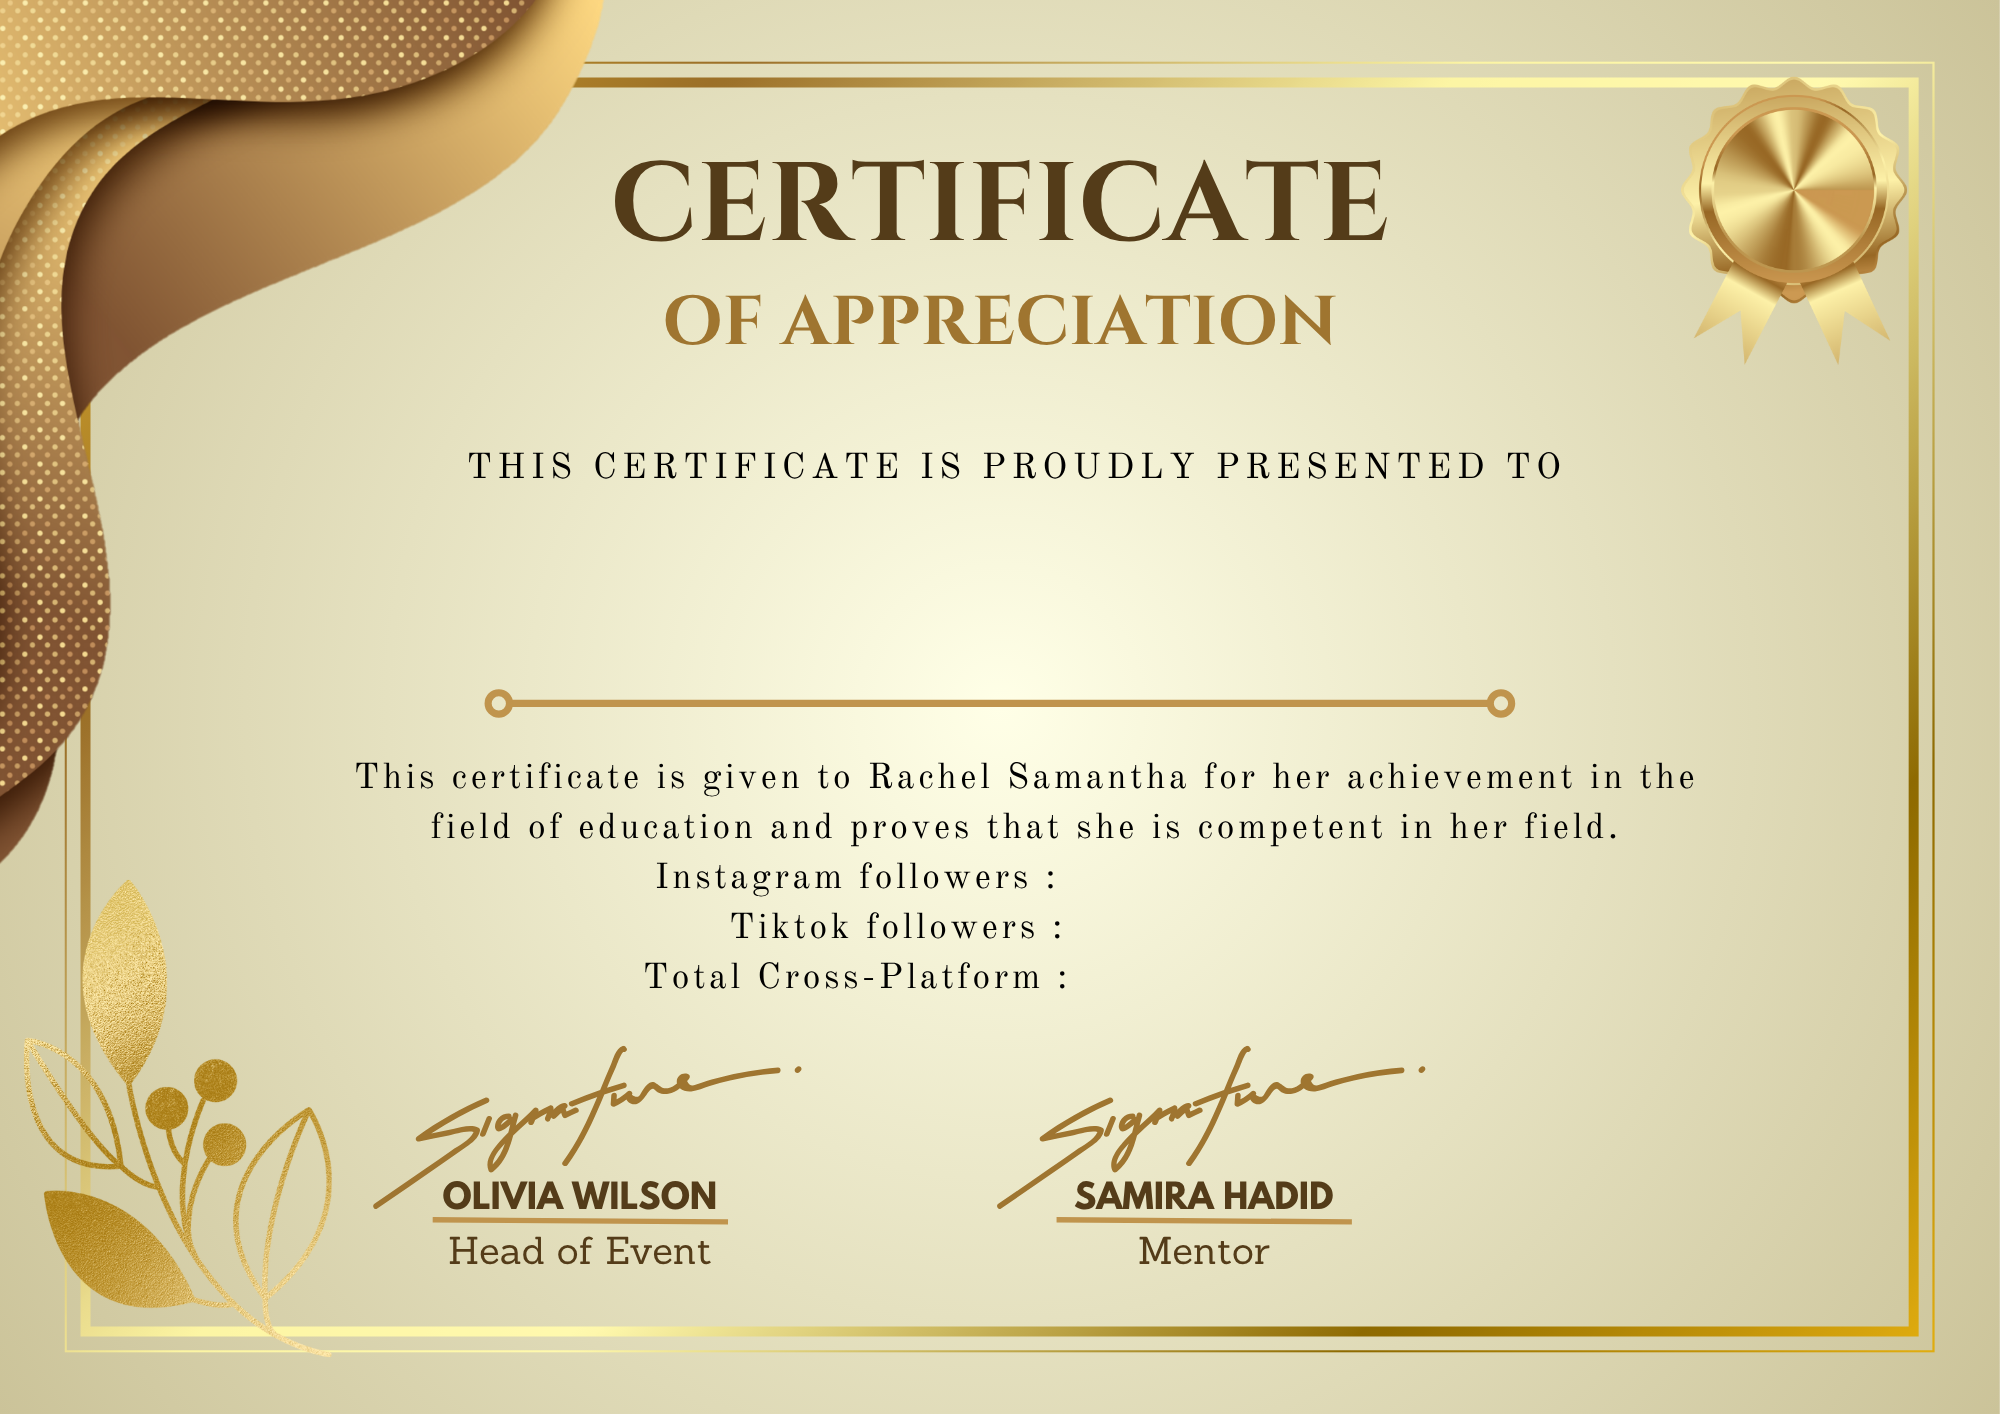 CERTIFICATE
OF APPRECIATION
THIS CERTIFICATE IS PROUDLY PRESENTED TO
This certificate is given to Rachel Samantha for her achievement in the
field of education and proves that she is competent in her field.
Instagram followers :
Tiktok followers :
Total Cross-Platform :
Signature
OLIVIA WILSON
Head of Event
Signature
SAMIRA HADID
Mentor